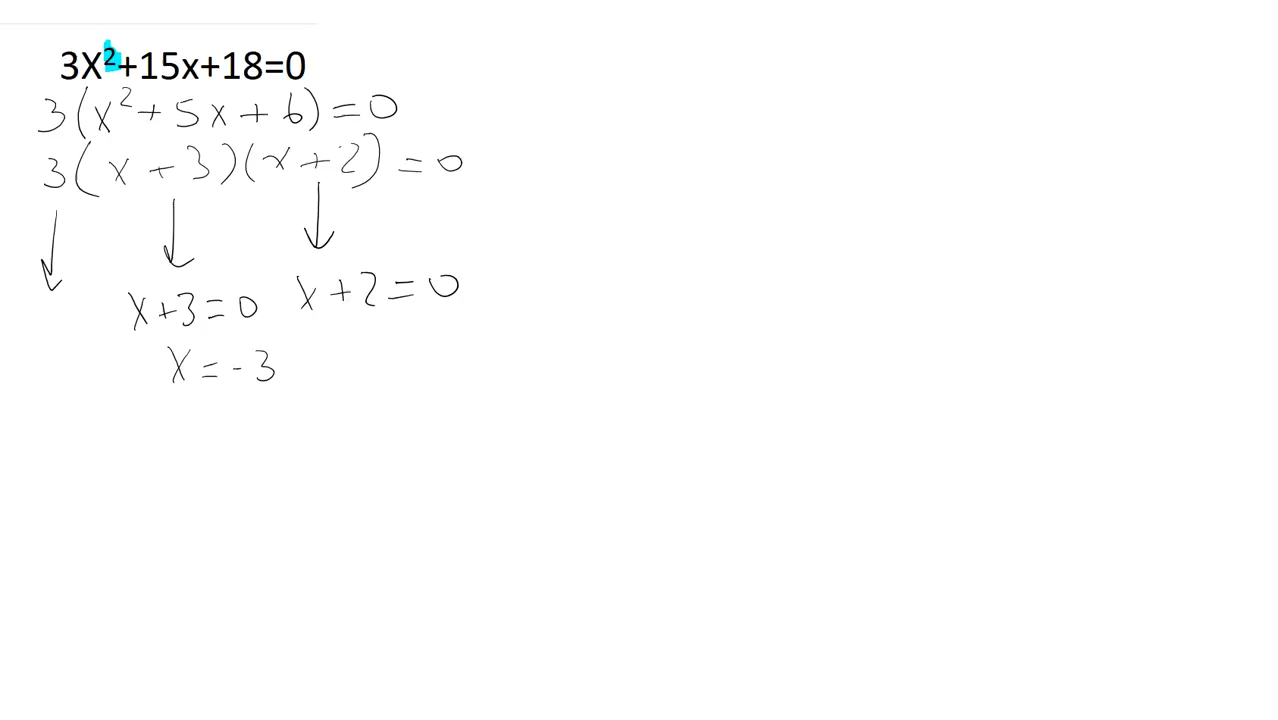 3X²+15x+18=0
3(x²+5x+6)=0
3(x+3)(x+2)=0
x+3=0 x+2=0
x=-3